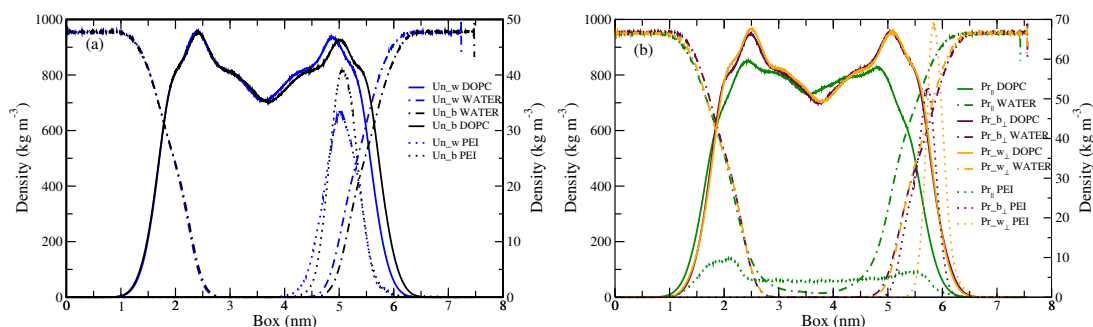 1000
800
600
400
200
0
Density (kg m⁻³)
0 1 2 3 4 5 6 7 8
Box (nm)
50
40
30
20
10
0
Density (kg m⁻³)
(a)
Un_w DOPC
Un_w WATER
Un_b WATER
Un_b DOPC
Un_w PEI
Un_b PEI
1000
800
600
400
200
0
Density (kg m⁻³)
0 1 2 3 4 5 6 7 8
Box (nm)
70
60
50
40
30
20
10
0
Density (kg m⁻³)
(b)
Pr∥ DOPC
Pr∥ WATER
Pr_b⊥ DOPC
Pr_b⊥ WATER
Pr_w⊥ DOPC
Pr_w⊥ WATER
Pr∥ PEI
Pr_b⊥ PEI
Pr_w⊥ PEI